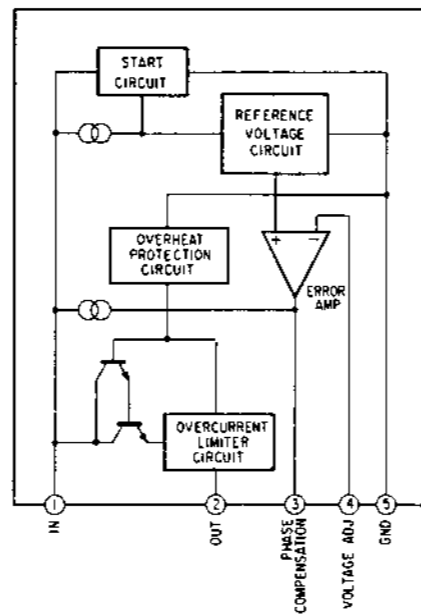 START
CIRCUIT
REFERENCE
VOLTAGE
CIRCUIT
+
−
OVERHEAT
PROTECTION
CIRCUIT
ERROR
AMP
OVERCURRENT
LIMITER
CIRCUIT
1
2
3
4
5
IN
OUT
PHASE
COMPENSATION
VOLTAGE ADJ
GND